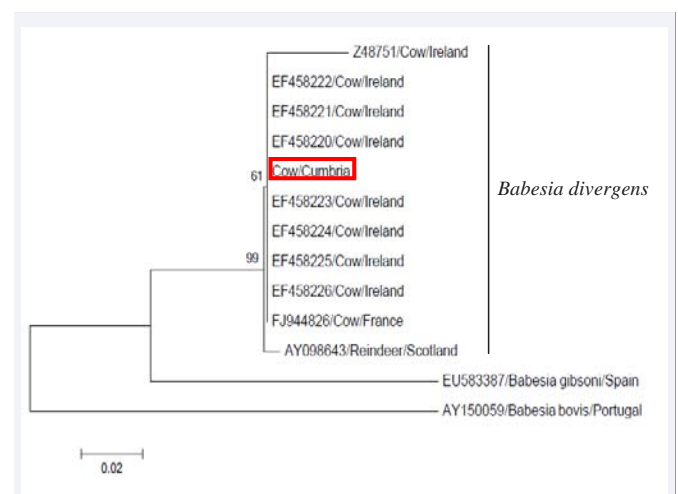 Z48751/Cow/Ireland
EF458222/Cow/Ireland
EF458221/Cow/Ireland
EF458220/Cow/Ireland
61
Cow/Cumbria
Babesia divergens
EF458223/Cow/Ireland
EF458224/Cow/Ireland
99
EF458225/Cow/Ireland
EF458226/Cow/Ireland
FJ944826/Cow/France
AY098643/Reindeer/Scotland
EU583387/Babesia gibsoni/Spain
AY150059/Babesia bovis/Portugal
0.02